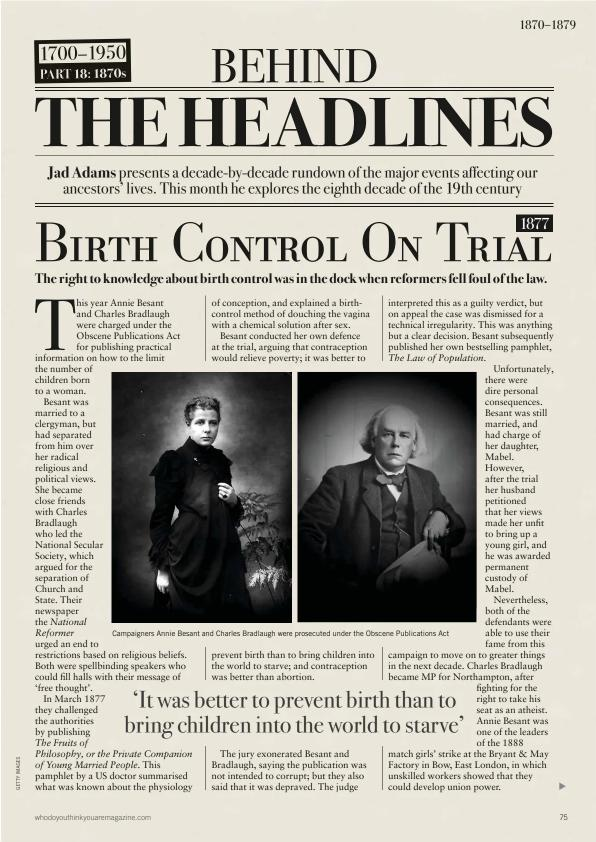 1870–1879
1700–1950
PART 18: 1870s
BEHIND
THE HEADLINES
Jad Adams presents a decade-by-decade rundown of the major events affecting our
ancestors' lives. This month he explores the eighth decade of the 19th century
1877
BIRTH CONTROL ON TRIAL
The right to knowledge about birth control was in the dock when reformers fell foul of the law.
This year Annie Besant
and Charles Bradlaugh
were charged under the
Obscene Publications Act
for publishing practical
information on how to the limit
the number of
children born
to a woman.
Besant was
married to a
clergyman, but
had separated
from him over
her radical
religious and
political views.
She became
close friends
with Charles
Bradlaugh
who led the
National Secular
Society, which
argued for the
separation of
Church and
State. Their
newspaper
the National
Reformer
urged an end to
restrictions based on religious beliefs.
Both were spellbinding speakers who
could fill halls with their message of
'free thought'.
In March 1877
they challenged
the authorities
by publishing
The Fruits of
Philosophy, or the Private Companion
of Young Married People. This
pamphlet by a US doctor summarised
what was known about the physiology
of conception, and explained a birth-
control method of douching the vagina
with a chemical solution after sex.
Besant conducted her own defence
at the trial, arguing that contraception
would relieve poverty; it was better to
prevent birth than to bring children into
the world to starve; and contraception
was better than abortion.
The jury exonerated Besant and
Bradlaugh, saying the publication was
not intended to corrupt; but they also
said that it was depraved. The judge
interpreted this as a guilty verdict, but
on appeal the case was dismissed for a
technical irregularity. This was anything
but a clear decision. Besant subsequently
published her own bestselling pamphlet,
The Law of Population.
Unfortunately,
there were
dire personal
consequences.
Besant was still
married, and
had charge of
her daughter,
Mabel.
However,
after the trial
her husband
petitioned
that her views
made her unfit
to bring up a
young girl, and
he was awarded
permanent
custody of
Mabel.
Nevertheless,
both of the
defendants were
able to use their
fame from this
campaign to move on to greater things
in the next decade. Charles Bradlaugh
became MP for Northampton, after
fighting for the
right to take his
seat as an atheist.
Annie Besant was
one of the leaders
of the 1888
match girls' strike at the Bryant & May
Factory in Bow, East London, in which
unskilled workers showed that they
could develop union power.
Campaigners Annie Besant and Charles Bradlaugh were prosecuted under the Obscene Publications Act
'It was better to prevent birth than to
bring children into the world to starve'
GETTY IMAGES
whodoyouthinkyouaremagazine.com
75